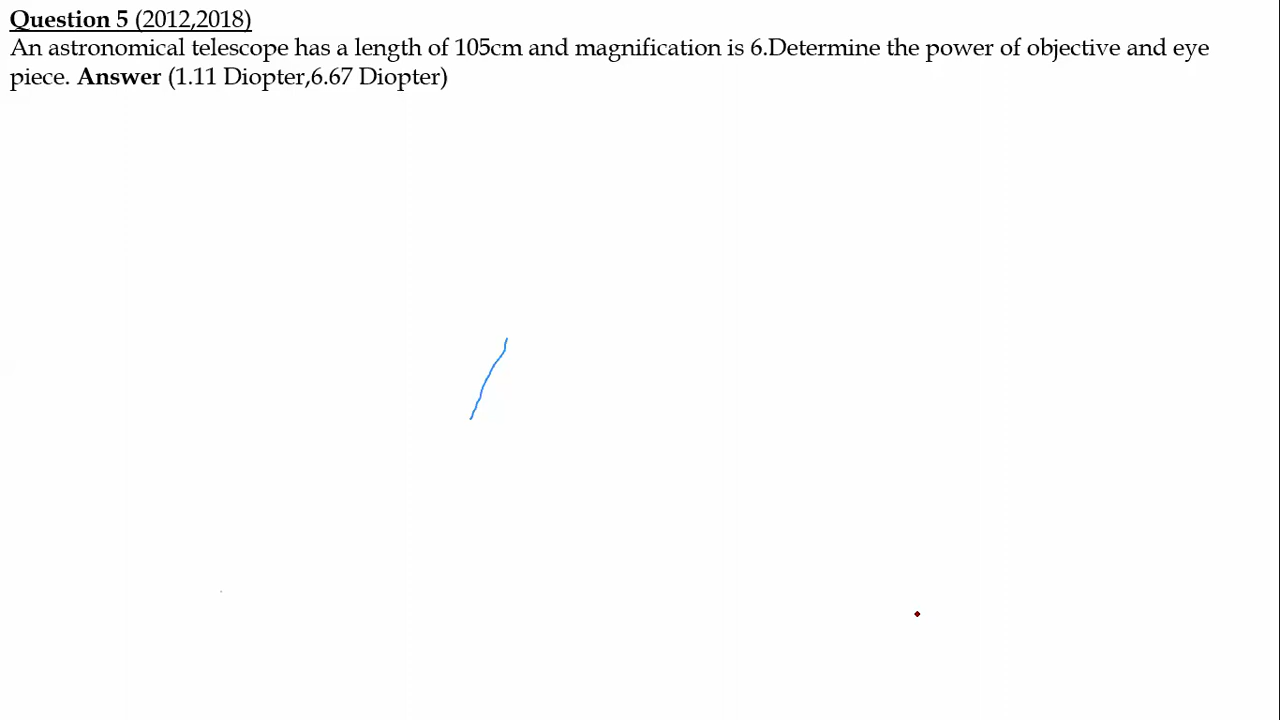 Question 5 (2012,2018)
An astronomical telescope has a length of 105cm and magnification is 6.Determine the power of objective and eye
piece. Answer (1.11 Diopter,6.67 Diopter)